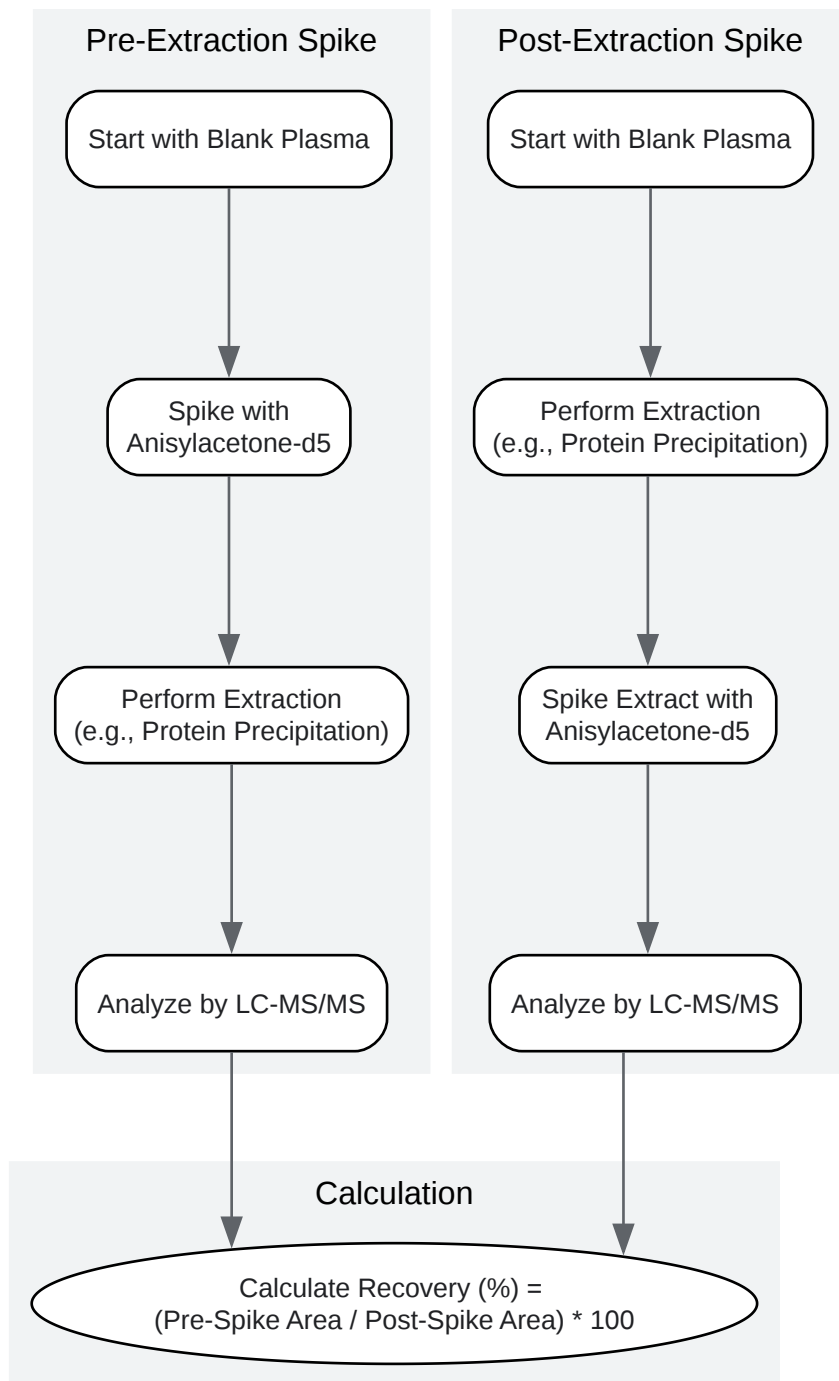 Pre-Extraction Spike
Start with Blank Plasma
Spike with
Anisylacetone-d5
Perform Extraction
(e.g., Protein Precipitation)
Analyze by LC-MS/MS
Post-Extraction Spike
Start with Blank Plasma
Perform Extraction
(e.g., Protein Precipitation)
Spike Extract with
Anisylacetone-d5
Analyze by LC-MS/MS
Calculation
Calculate Recovery (%) =
(Pre-Spike Area / Post-Spike Area) * 100